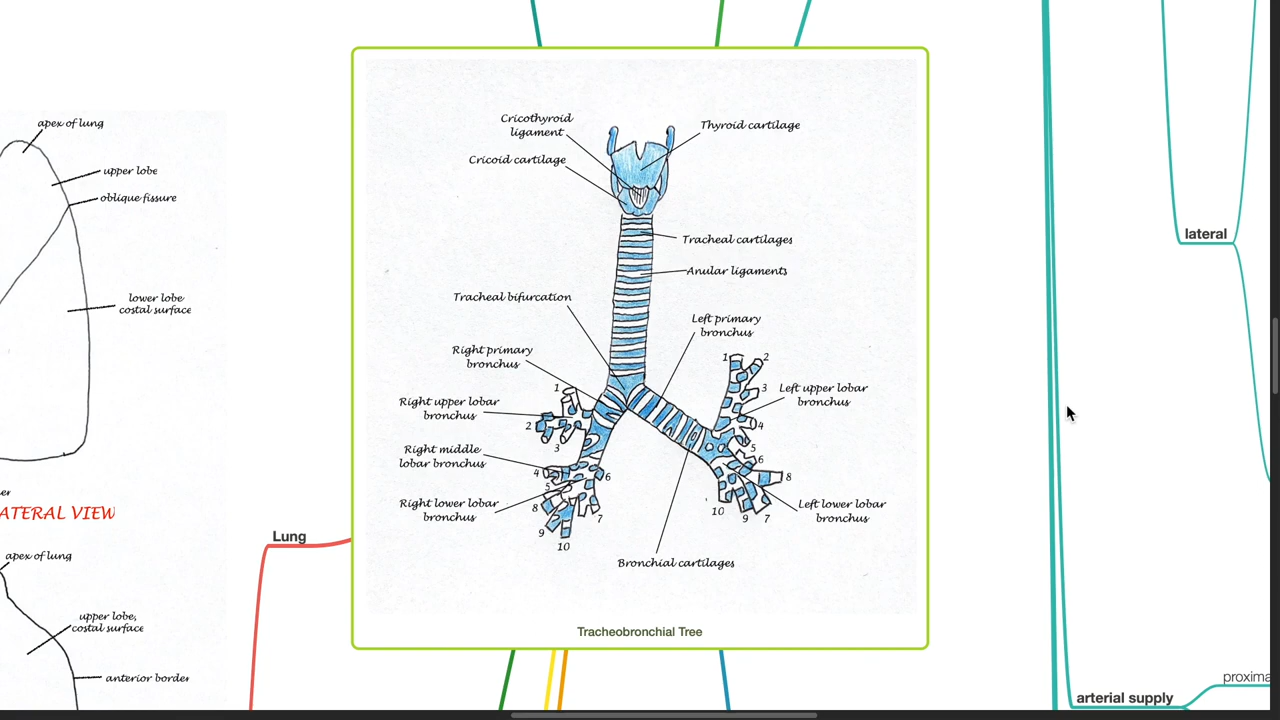 apex of lung
upper lobe
oblique fissure
lower lobe
costal surface
ATERAL VIEW
apex of lung
upper lobe,
costal surface
anterior border
Lung
Cricothyroid
ligament
Cricoid cartilage
Thyroid cartilage
Tracheal cartilages
Anular ligaments
Tracheal bifurcation
Left primary
bronchus
Right primary
bronchus
1
2
1
3
Left upper lobar
bronchus
Right upper lobar
bronchus
2
4
3
5
Right middle
lobar bronchus
6
4
6
8
5
Right lower lobar
bronchus
8
7
10
9
7
Left lower lobar
bronchus
9
10
Bronchial cartilages
Tracheobronchial Tree
lateral
arterial supply